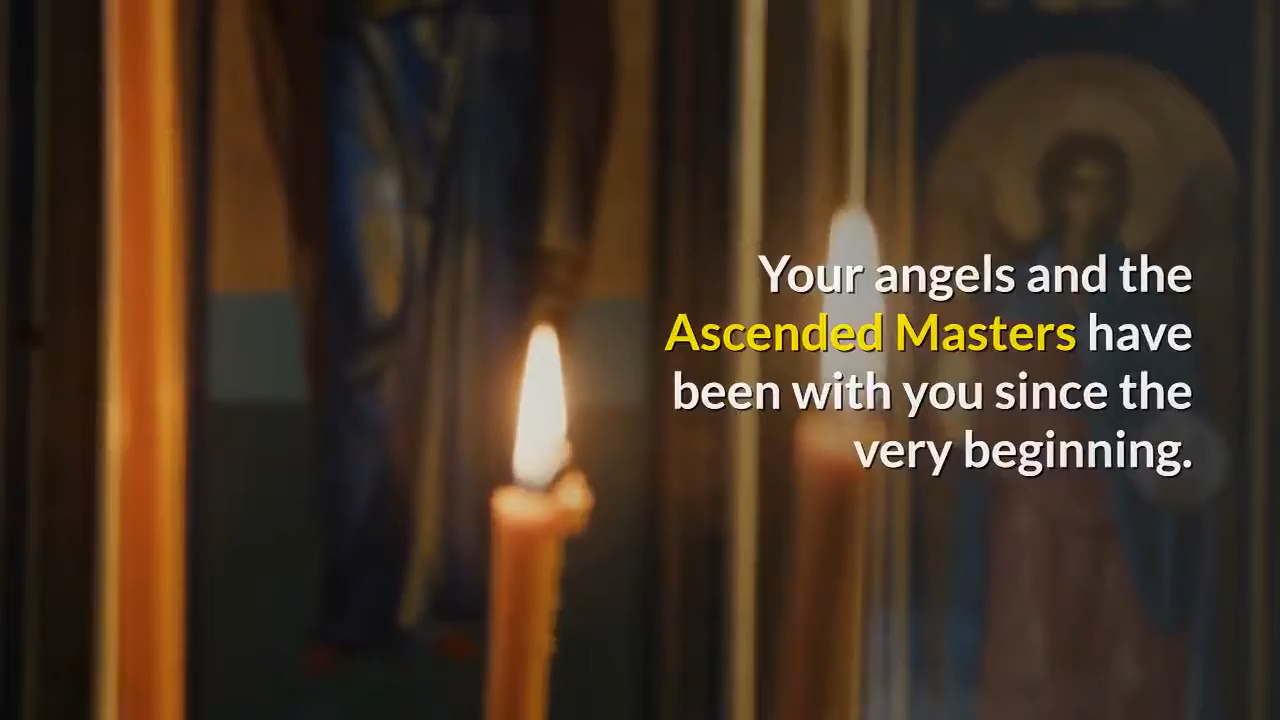 Your angels and the
Ascended Masters have
been with you since the
very beginning.